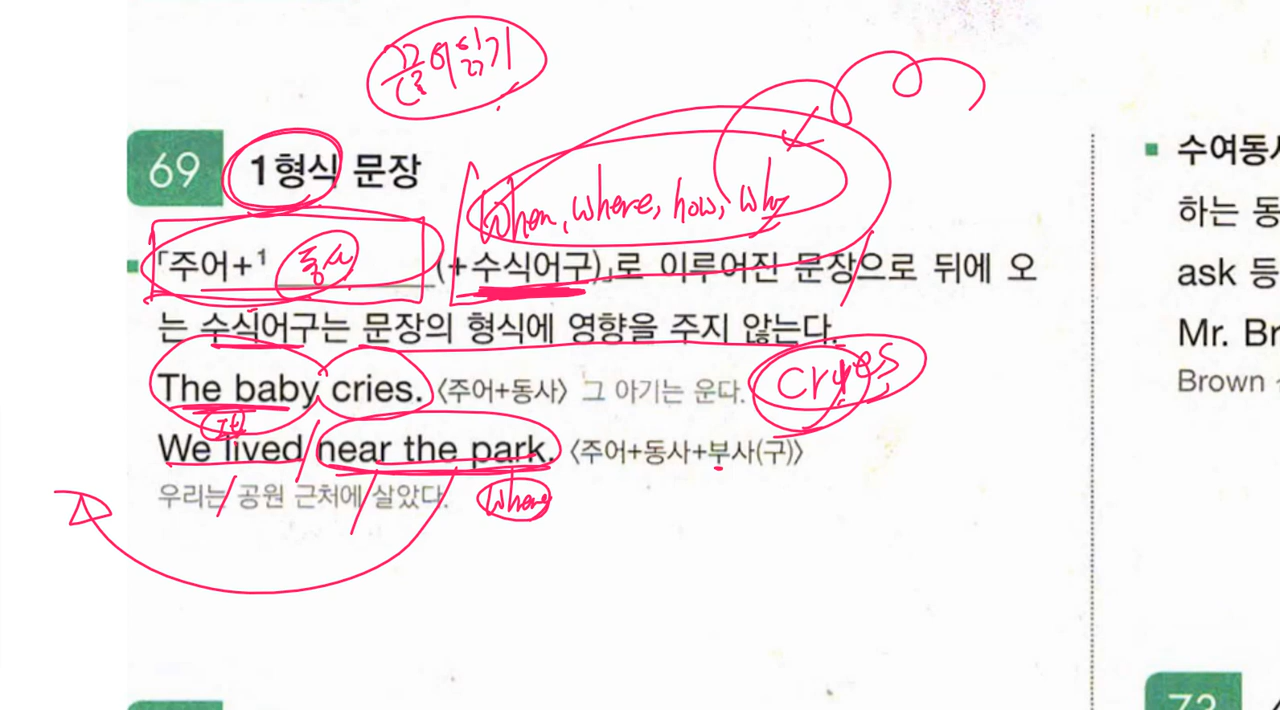 끌어읽기
69 1형식 문장
when, where, how, why
「주어+¹ 동사 (+수식어구)」로 이루어진 문장으로 뒤에 오
는 수식어구는 문장의 형식에 영향을 주지 않는다.
The baby cries. 〈주어+동사〉 그 아기는 운다. cryes
We lived near the park. 〈주어+동사+부사(구)〉
우리는 공원 근처에 살았다. where
수여동사
하는 동
ask 등
Mr. Br
Brown
73